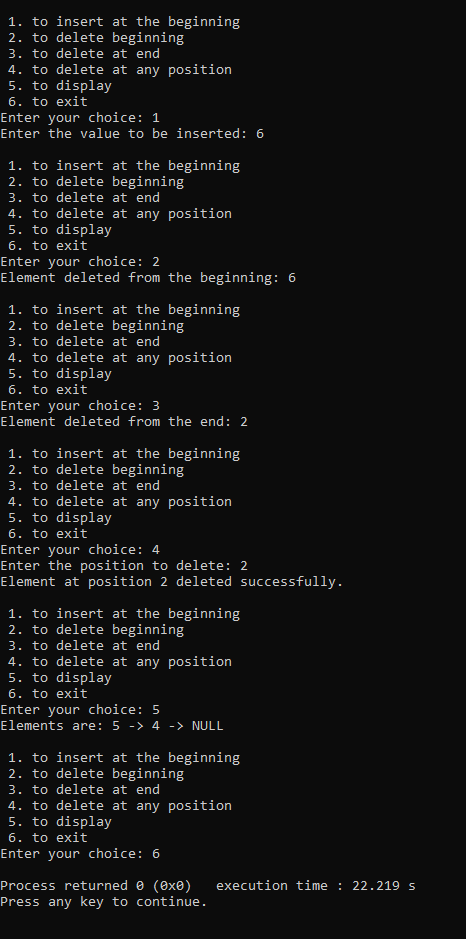 1. to insert at the beginning
2. to delete beginning
3. to delete at end
4. to delete at any position
5. to display
6. to exit
Enter your choice: 1
Enter the value to be inserted: 6
1. to insert at the beginning
2. to delete beginning
3. to delete at end
4. to delete at any position
5. to display
6. to exit
Enter your choice: 2
Element deleted from the beginning: 6
1. to insert at the beginning
2. to delete beginning
3. to delete at end
4. to delete at any position
5. to display
6. to exit
Enter your choice: 3
Element deleted from the end: 2
1. to insert at the beginning
2. to delete beginning
3. to delete at end
4. to delete at any position
5. to display
6. to exit
Enter your choice: 4
Enter the position to delete: 2
Element at position 2 deleted successfully.
1. to insert at the beginning
2. to delete beginning
3. to delete at end
4. to delete at any position
5. to display
6. to exit
Enter your choice: 5
Elements are: 5 -> 4 -> NULL
1. to insert at the beginning
2. to delete beginning
3. to delete at end
4. to delete at any position
5. to display
6. to exit
Enter your choice: 6
Process returned 0 (0x0)   execution time : 22.219 s
Press any key to continue.